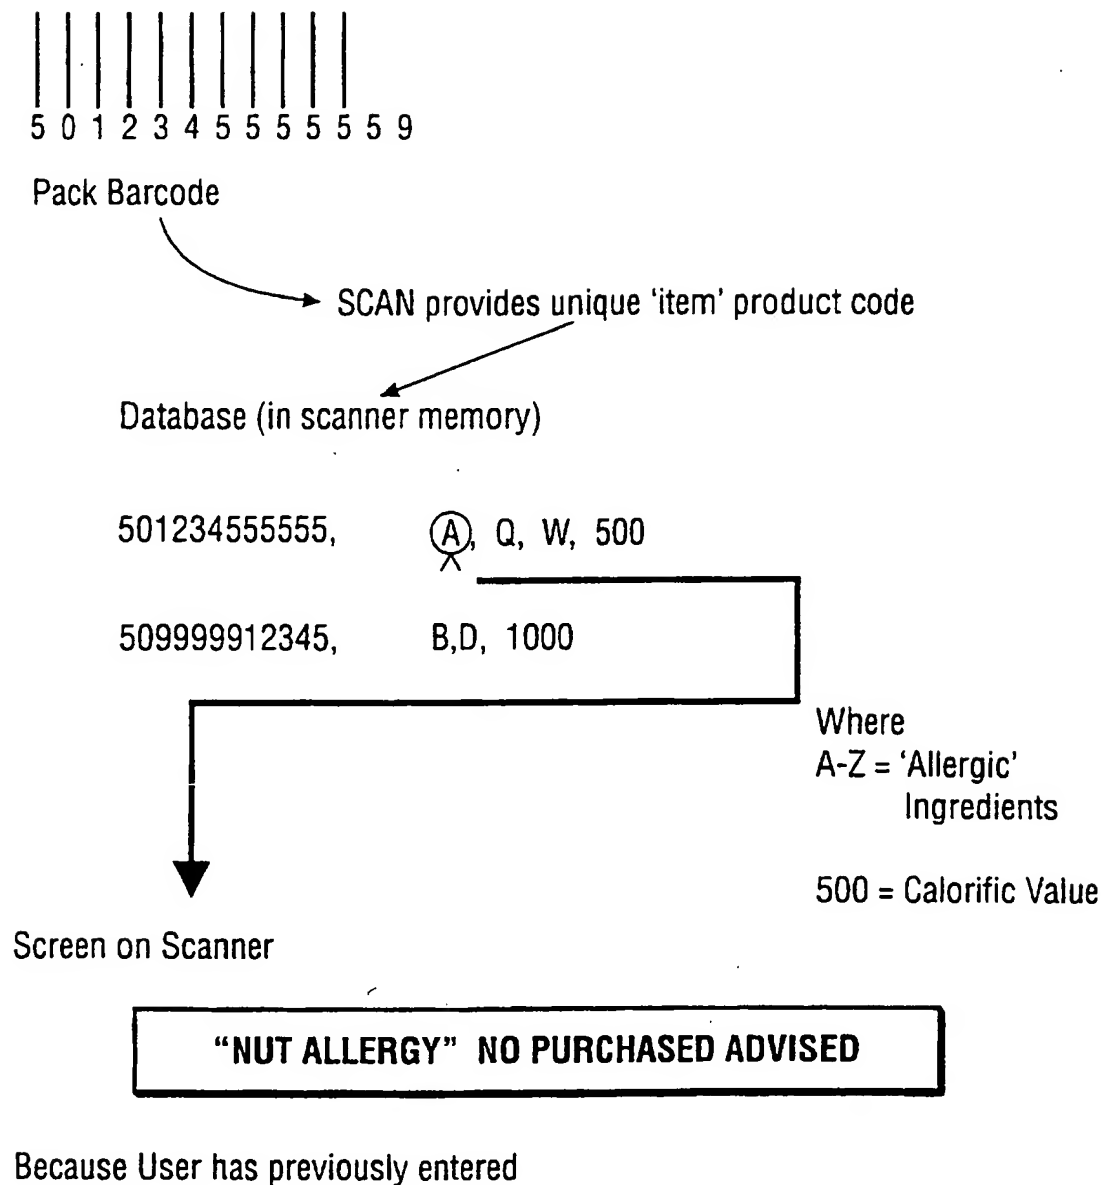 5 0 1 2 3 4 5 5 5 5 5 5 9
Pack Barcode
SCAN provides unique ‘item’ product code
Database (in scanner memory)
501234555555, A, Q, W, 500
509999912345, B,D, 1000
Where
A-Z = ‘Allergic’
Ingredients
500 = Calorific Value
Screen on Scanner
“NUT ALLERGY” NO PURCHASED ADVISED
Because User has previously entered